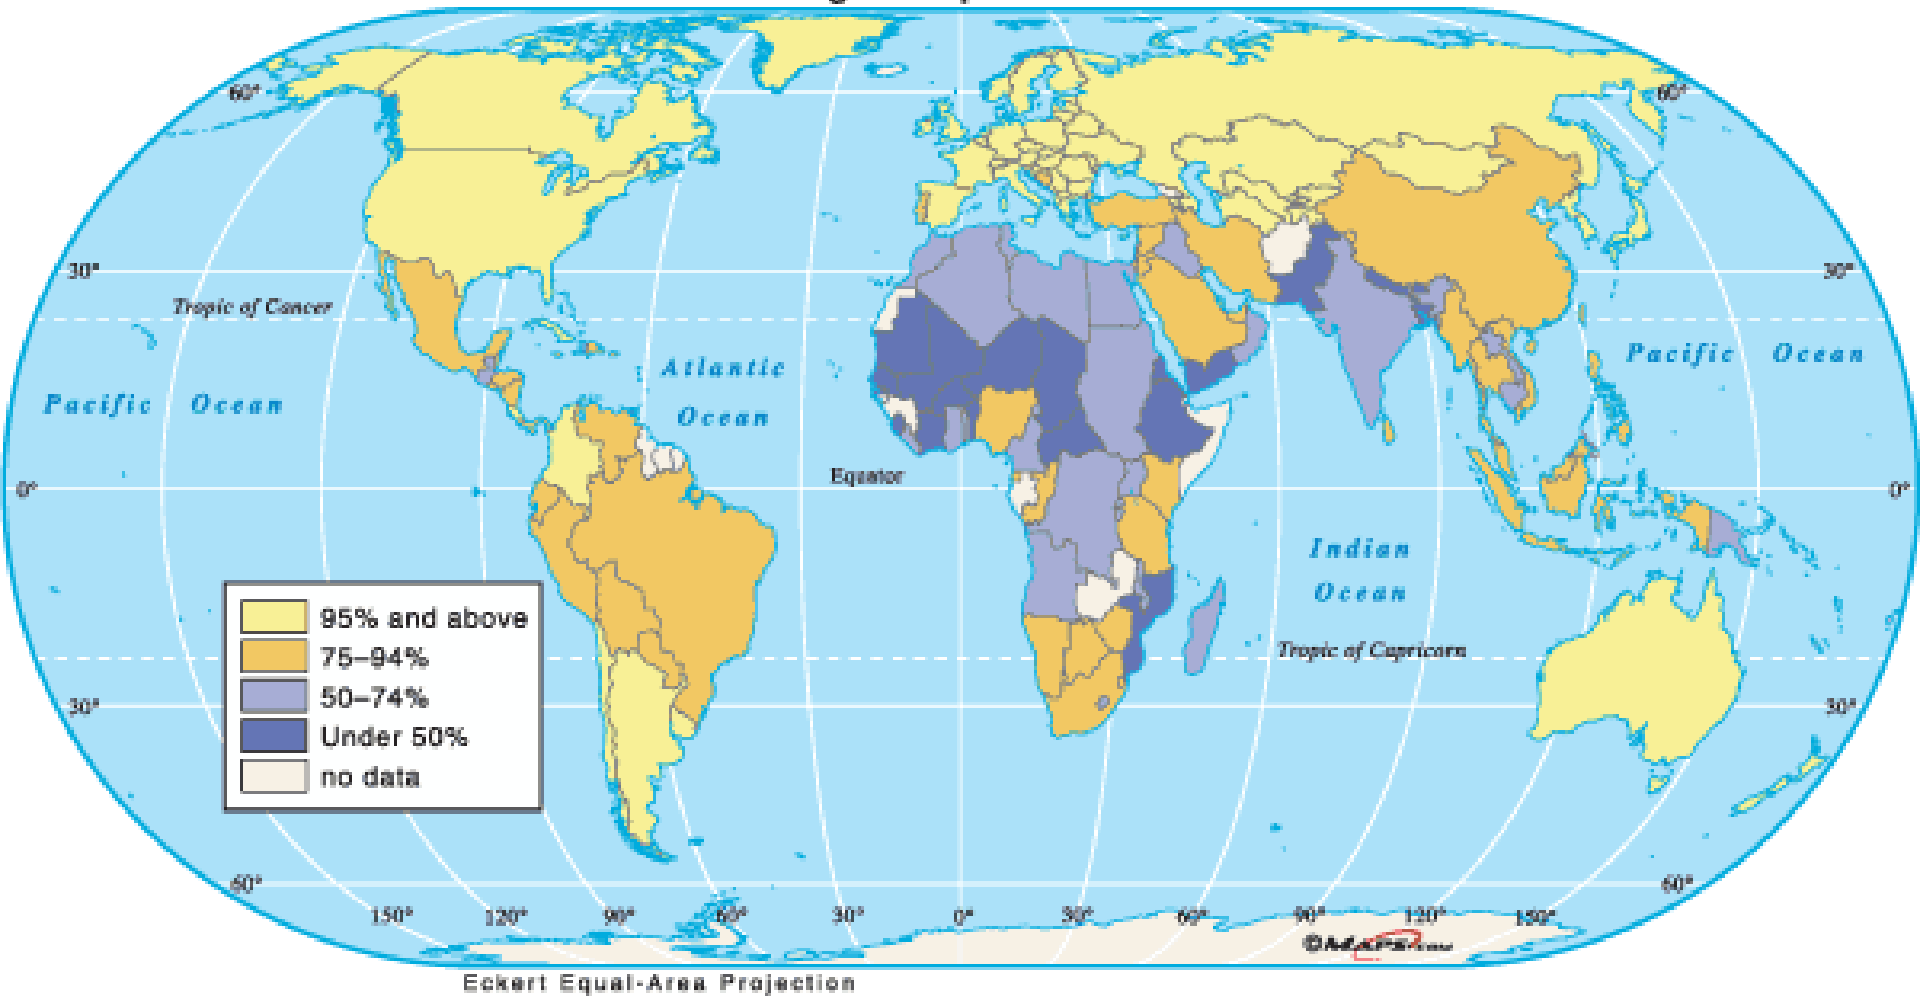 60°
60°
30°
30°
Tropic of Cancer
Atlantic
Ocean
Pacific Ocean
Pacific Ocean
Equator
0°
0°
Indian
Ocean
Tropic of Capricorn
95% and above
75–94%
50–74%
Under 50%
no data
30°
30°
60°
60°
150° 120° 90° 60° 30° 0° 30° 60° 90° 120° 150°
©MAPS.com
Eckert Equal-Area Projection